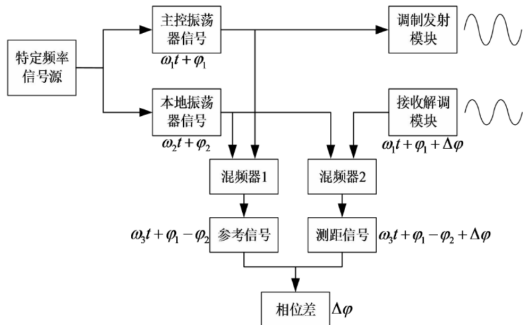 主控振荡
器信号
ω₁t+φ₁
调制发射
模块
特定频率
信号源
本地振荡
器信号
ω₂t+φ₂
接收解调
模块
ω₁t+φ₁+Δφ
混频器1
混频器2
ω₃t+φ₁−φ₂
参考信号
测距信号
ω₃t+φ₁−φ₂+Δφ
相位差
Δφ